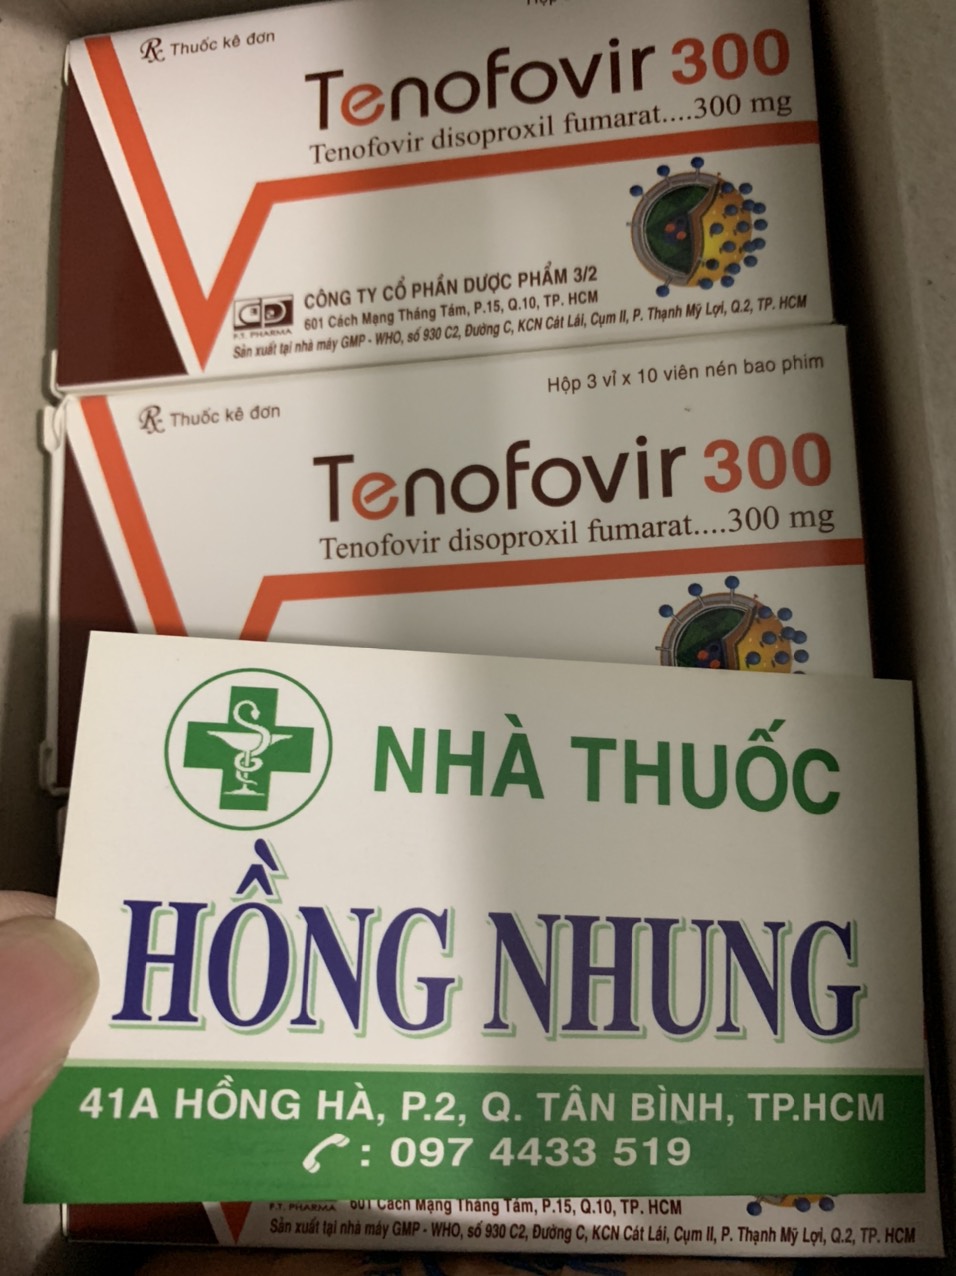 Rx Thuốc kê đơn
Tenofovir 300
Tenofovir disoproxil fumarat....300 mg
CÔNG TY CỔ PHẦN DƯỢC PHẨM 3/2
F.T. PHARMA
601 Cách Mạng Tháng Tám, P.15, Q.10, TP. HCM
Sản xuất tại nhà máy GMP - WHO, số 930 C2, Đường C, KCN Cát Lái, Cụm II, P. Thạnh Mỹ Lợi, Q.2, TP. HCM
Rx Thuốc kê đơn
Hộp 3 vỉ x 10 viên nén bao phim
Tenofovir 300
Tenofovir disoproxil fumarat....300 mg
NHÀ THUỐC
HỒNG NHUNG
41A HỒNG HÀ, P.2, Q. TÂN BÌNH, TP.HCM
: 097 4433 519
F.T. PHARMA
601 Cách Mạng Tháng Tám, P.15, Q.10, TP. HCM
Sản xuất tại nhà máy GMP - WHO, số 930 C2, Đường C, KCN Cát Lái, Cụm II, P. Thạnh Mỹ Lợi, Q.2, TP. HCM